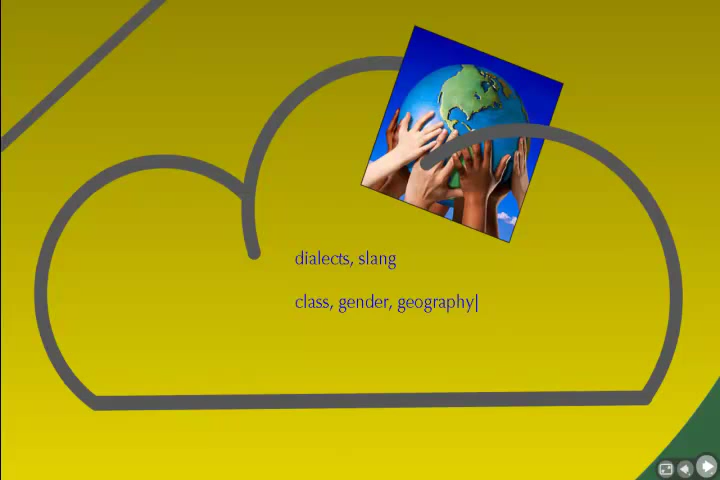 dialects, slang
class, gender, geography